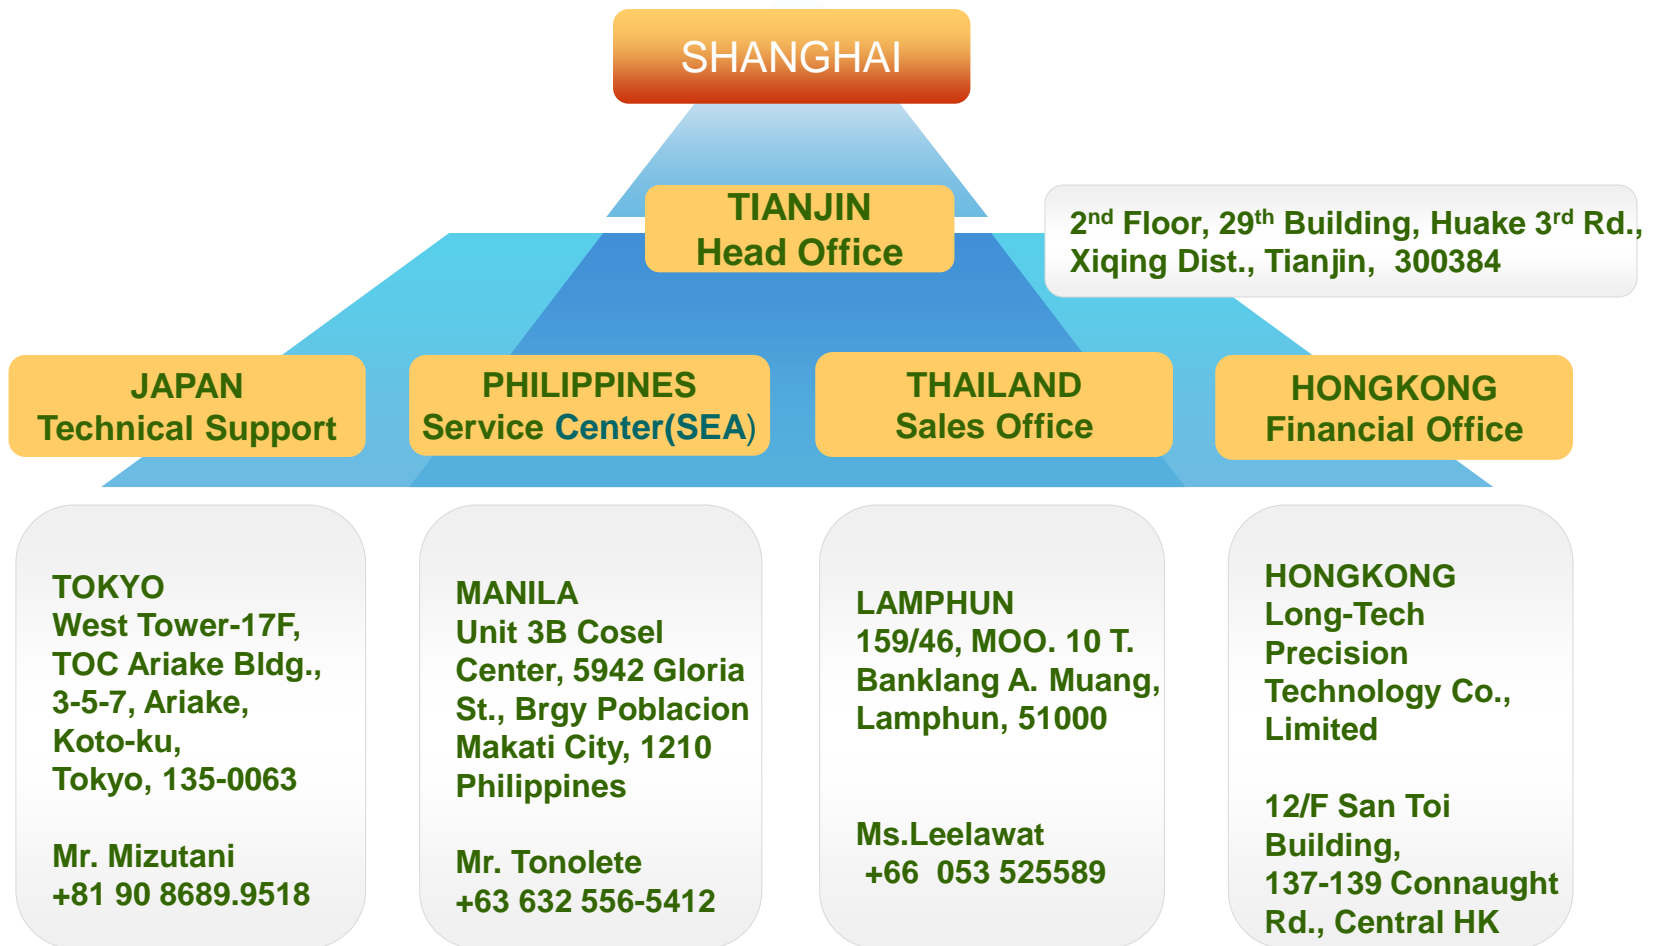 SHANGHAI
TIANJIN
Head Office
2nd Floor, 29th Building, Huake 3rd Rd.,
Xiqing Dist., Tianjin,  300384
JAPAN
Technical Support
PHILIPPINES
Service Center(SEA)
THAILAND
Sales Office
HONGKONG
Financial Office
TOKYO
West Tower-17F,
TOC Ariake Bldg.,
3-5-7, Ariake,
Koto-ku,
Tokyo, 135-0063
Mr. Mizutani
+81 90 8689.9518
MANILA
Unit 3B Cosel
Center, 5942 Gloria
St., Brgy Poblacion
Makati City, 1210
Philippines
Mr. Tonolete
+63 632 556-5412
LAMPHUN
159/46, MOO. 10 T.
Banklang A. Muang,
Lamphun, 51000
Ms.Leelawat
+66  053 525589
HONGKONG
Long-Tech
Precision
Technology Co.,
Limited
12/F San Toi
Building,
137-139 Connaught
Rd., Central HK